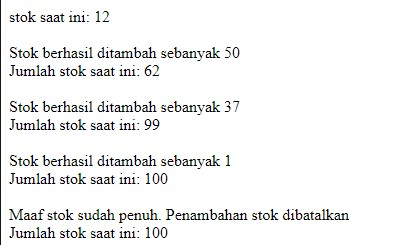 stok saat ini: 12
Stok berhasil ditambah sebanyak 50
Jumlah stok saat ini: 62
Stok berhasil ditambah sebanyak 37
Jumlah stok saat ini: 99
Stok berhasil ditambah sebanyak 1
Jumlah stok saat ini: 100
Maaf stok sudah penuh. Penambahan stok dibatalkan
Jumlah stok saat ini: 100